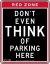 RED ZONE
DON'T
EVEN
THINK
OF PARKING
HERE